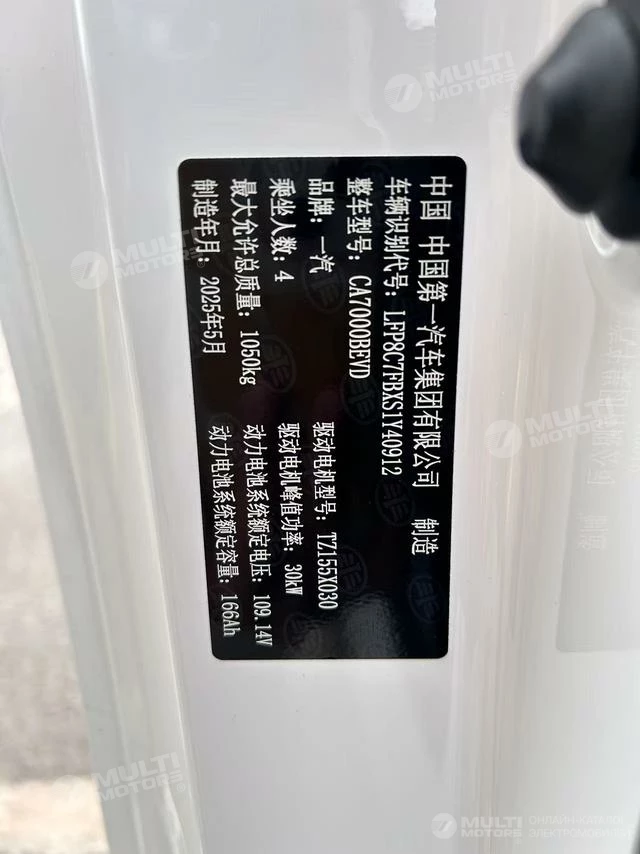 中国 中国第一汽车集团有限公司 制造
车辆识别代号：LFP8C7FBXS1Y40912
整车型号：CA7000BEVD
品牌：一汽 驱动电机型号：TZ155X030
乘坐人数：4 驱动电机峰值功率：30kW
最大允许总质量：1050kg 动力电池系统额定电压：109.14V
制造年月：2025年5月 动力电池系统额定容量：166Ah
MULTI
MOTORS
MULTI
MOTORS
MULTI
MOTORS
MULTI
MOTORS
MULTI
MOTORS
ОНЛАЙН-КАТАЛОГ
ЭЛЕКТРОМОБИЛЕЙ